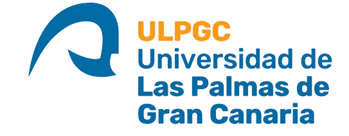 ULPGC
Universidad de
Las Palmas de
Gran Canaria